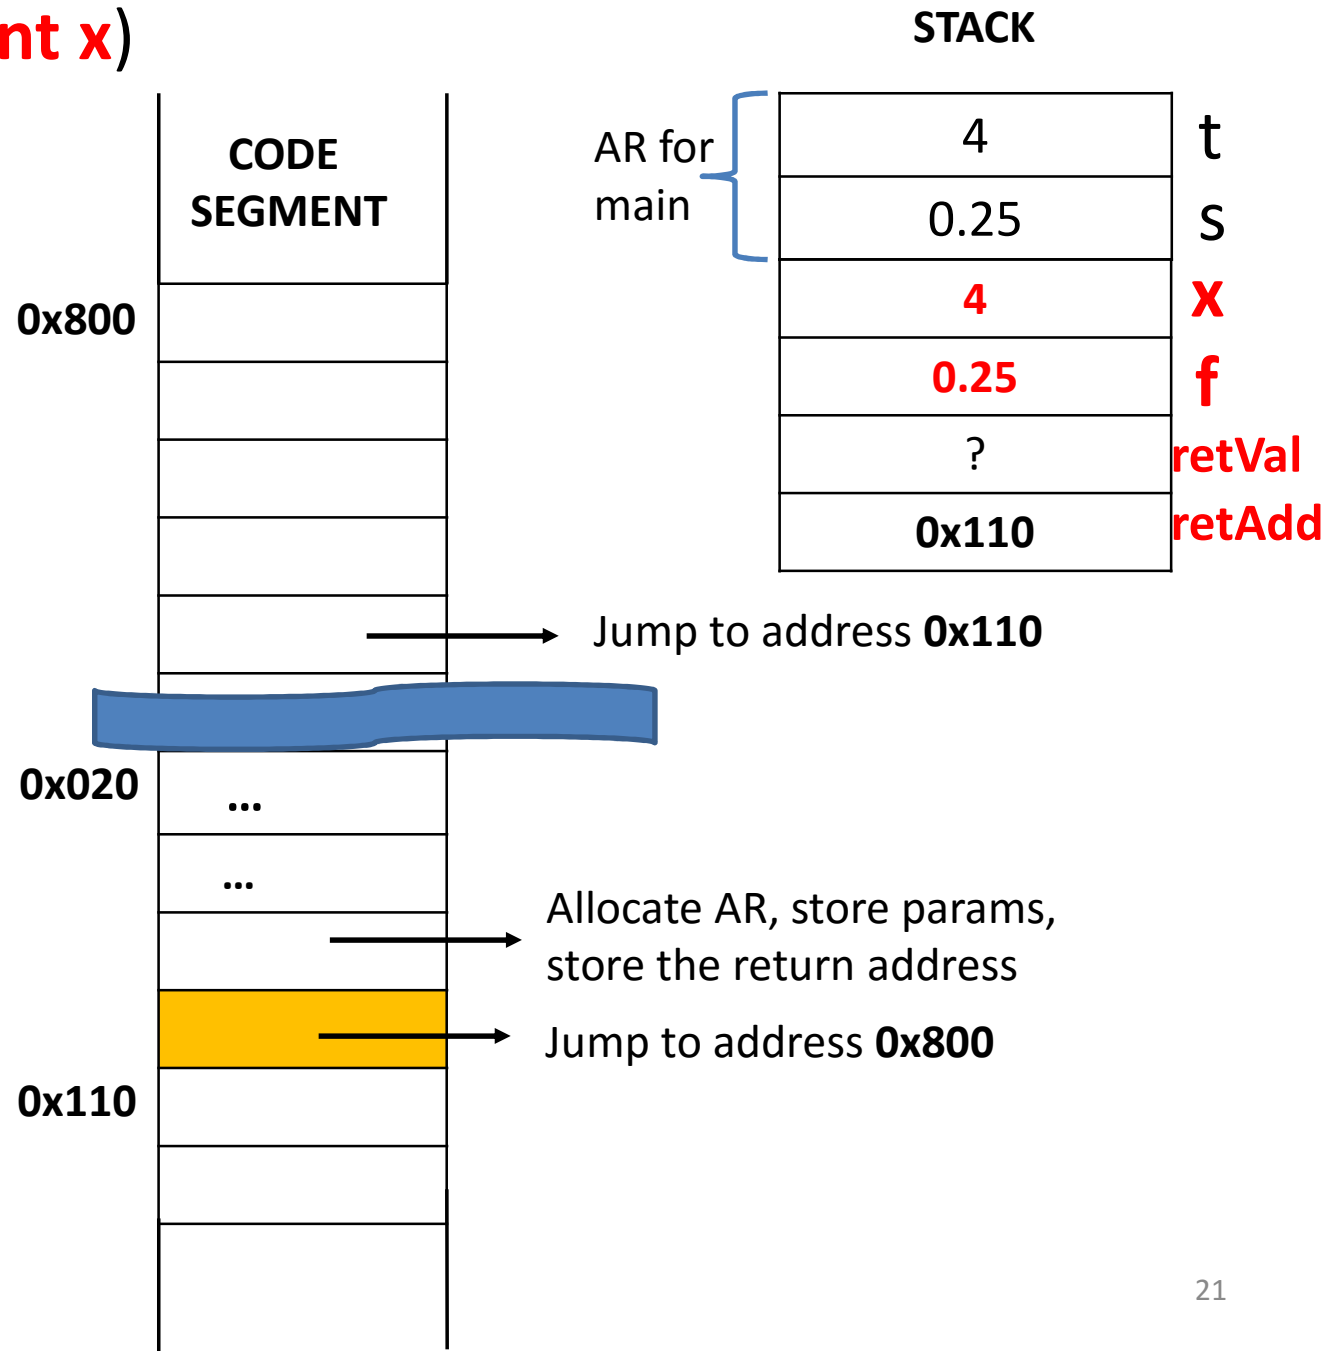 nt x)
STACK
CODE
SEGMENT
AR for
main
4 t
0.25 s
4 x
0.25 f
? retVal
0x110 retAdd
0x800
Jump to address 0x110
0x020
...
...
Allocate AR, store params,
store the return address
Jump to address 0x800
0x110
21